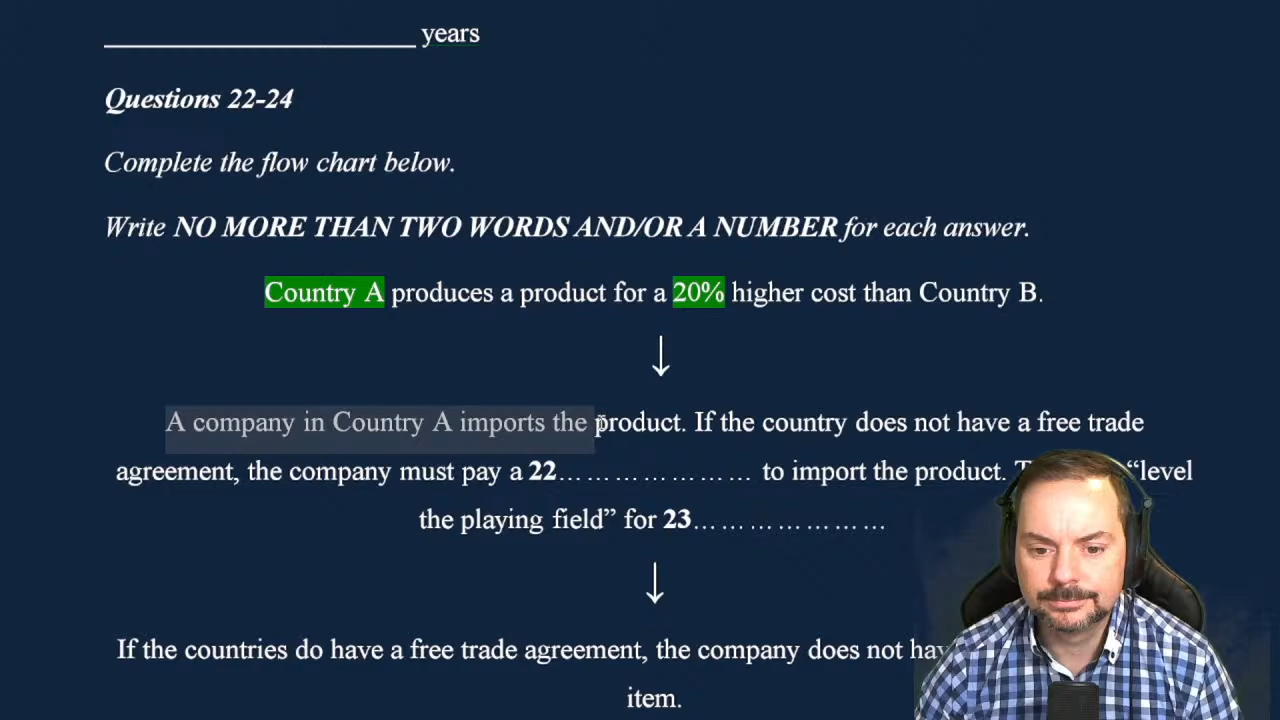 ____________________ years
Questions 22-24
Complete the flow chart below.
Write NO MORE THAN TWO WORDS AND/OR A NUMBER for each answer.
Country A produces a product for a 20% higher cost than Country B.
↓
A company in Country A imports the product. If the country does not have a free trade
agreement, the company must pay a 22………………… to import the product. “level
the playing field” for 23…………………
↓
If the countries do have a free trade agreement, the company does not
item.